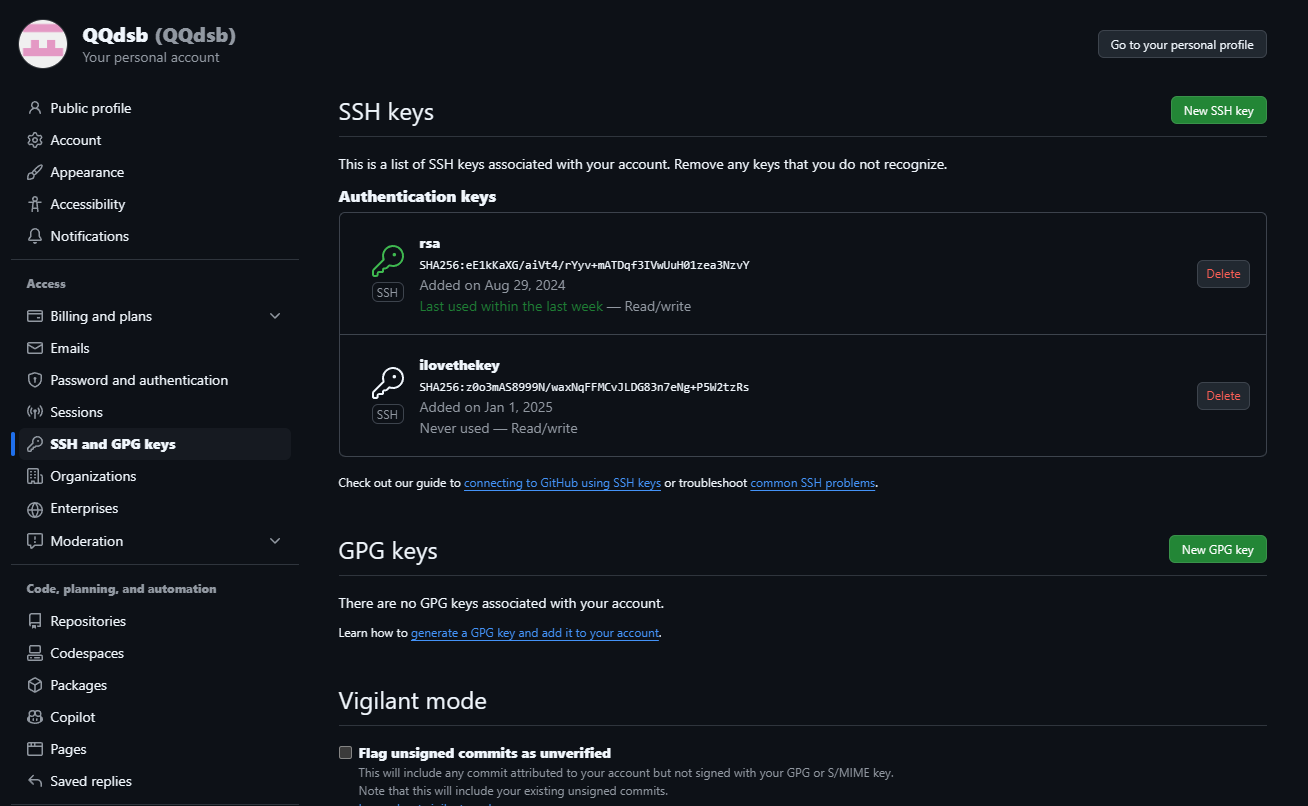 QQdsb (QQdsb)
Your personal account
Go to your personal profile
Public profile
Account
Appearance
Accessibility
Notifications
Access
Billing and plans
Emails
Password and authentication
Sessions
SSH and GPG keys
Organizations
Enterprises
Moderation
Code, planning, and automation
Repositories
Codespaces
Packages
Copilot
Pages
Saved replies
SSH keys
New SSH key
This is a list of SSH keys associated with your account. Remove any keys that you do not recognize.
Authentication keys
rsa
SHA256:eE1kKaXG/aiVt4/rYyv+mATDqf3IVwUuH01zea3NzvY
Added on Aug 29, 2024
Last used within the last week — Read/write
SSH
Delete
ilovethekey
SHA256:z0o3mAS8999N/waxNqFFMCvJLDG83n7eNg+P5W2tzRs
Added on Jan 1, 2025
Never used — Read/write
SSH
Delete
Check out our guide to connecting to GitHub using SSH keys or troubleshoot common SSH problems.
GPG keys
New GPG key
There are no GPG keys associated with your account.
Learn how to generate a GPG key and add it to your account.
Vigilant mode
Flag unsigned commits as unverified
This will include any commit attributed to your account but not signed with your GPG or S/MIME key.
Note that this will include your existing unsigned commits.